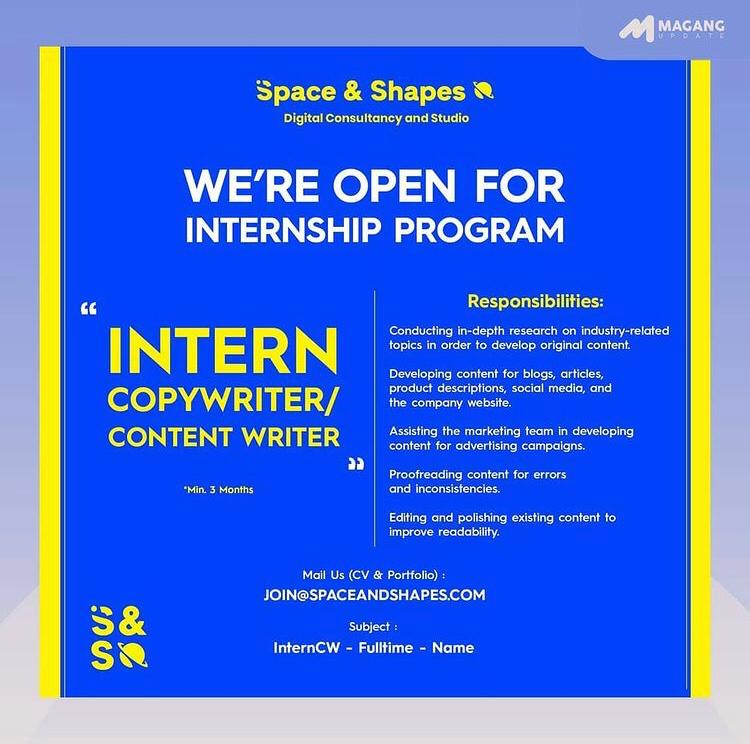 MAGANG
UPDATE
Space & Shapes
Digital Consultancy and Studio
WE'RE OPEN FOR
INTERNSHIP PROGRAM
“
INTERN
COPYWRITER/
CONTENT WRITER
”
*Min. 3 Months
Responsibilities:
Conducting in-depth research on industry-related
topics in order to develop original content.
Developing content for blogs, articles,
product descriptions, social media, and
the company website.
Assisting the marketing team in developing
content for advertising campaigns.
Proofreading content for errors
and inconsistencies.
Editing and polishing existing content to
improve readability.
Mail Us (CV & Portfolio) :
JOIN@SPACEANDSHAPES.COM
Subject :
InternCW - Fulltime - Name
S&
S